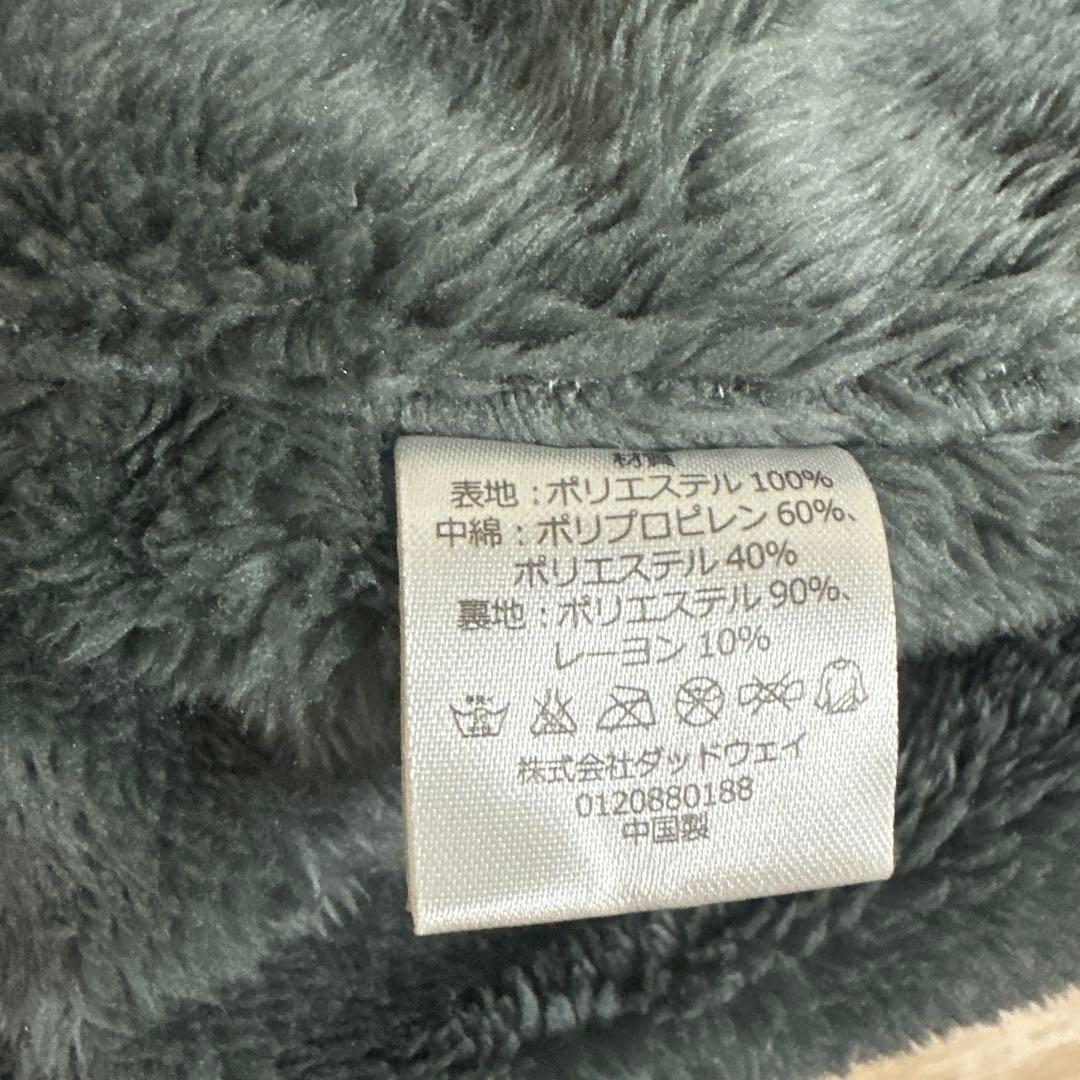 材質
表地：ポリエステル 100%
中綿：ポリプロピレン 60%、
ポリエステル 40%
裏地：ポリエステル 90%、
レーヨン 10%
株式会社ダッドウェイ
0120880188
中国製